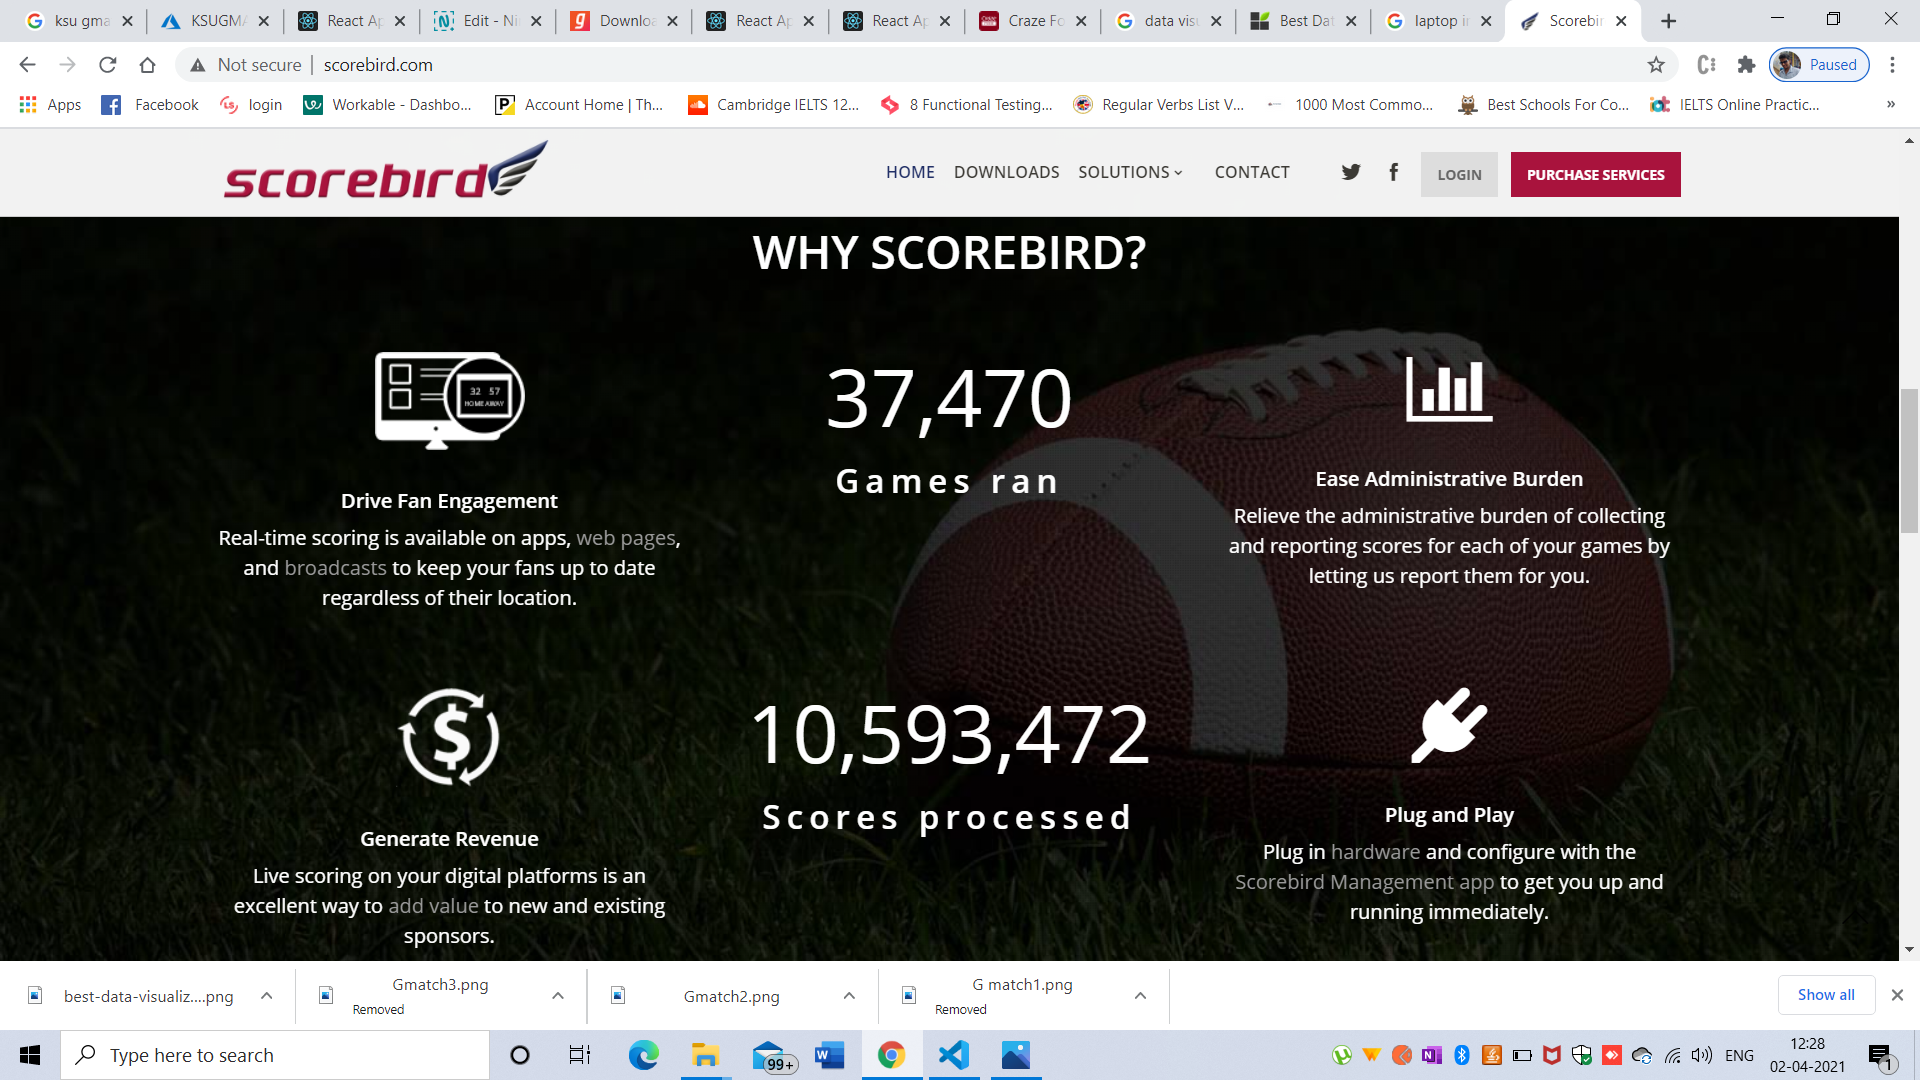 ksu gma
KSUGMA
React Ap
Edit - Ni
Downloa
React Ap
React Ap
Craze Fo
data visu
Best Dat
laptop i
Scorebir
Not secure
scorebird.com
Paused
Apps
Facebook
login
Workable - Dashbo...
Account Home | Th...
Cambridge IELTS 12...
8 Functional Testing...
Regular Verbs List V...
1000 Most Commo...
Best Schools For Co...
IELTS Online Practic...
»
scorebird
HOME
DOWNLOADS
SOLUTIONS
CONTACT
LOGIN
PURCHASE SERVICES
WHY SCOREBIRD?
32 57
HOME AWAY
Drive Fan Engagement
Real-time scoring is available on apps, web pages,
and broadcasts to keep your fans up to date
regardless of their location.
37,470
Games ran
Ease Administrative Burden
Relieve the administrative burden of collecting
and reporting scores for each of your games by
letting us report them for you.
Generate Revenue
Live scoring on your digital platforms is an
excellent way to add value to new and existing
sponsors.
10,593,472
Scores processed
Plug and Play
Plug in hardware and configure with the
Scorebird Management app to get you up and
running immediately.
best-data-visualiz....png
Gmatch3.png
Removed
Gmatch2.png
G match1.png
Removed
Show all
Type here to search
99+
ENG
12:28
02-04-2021
1